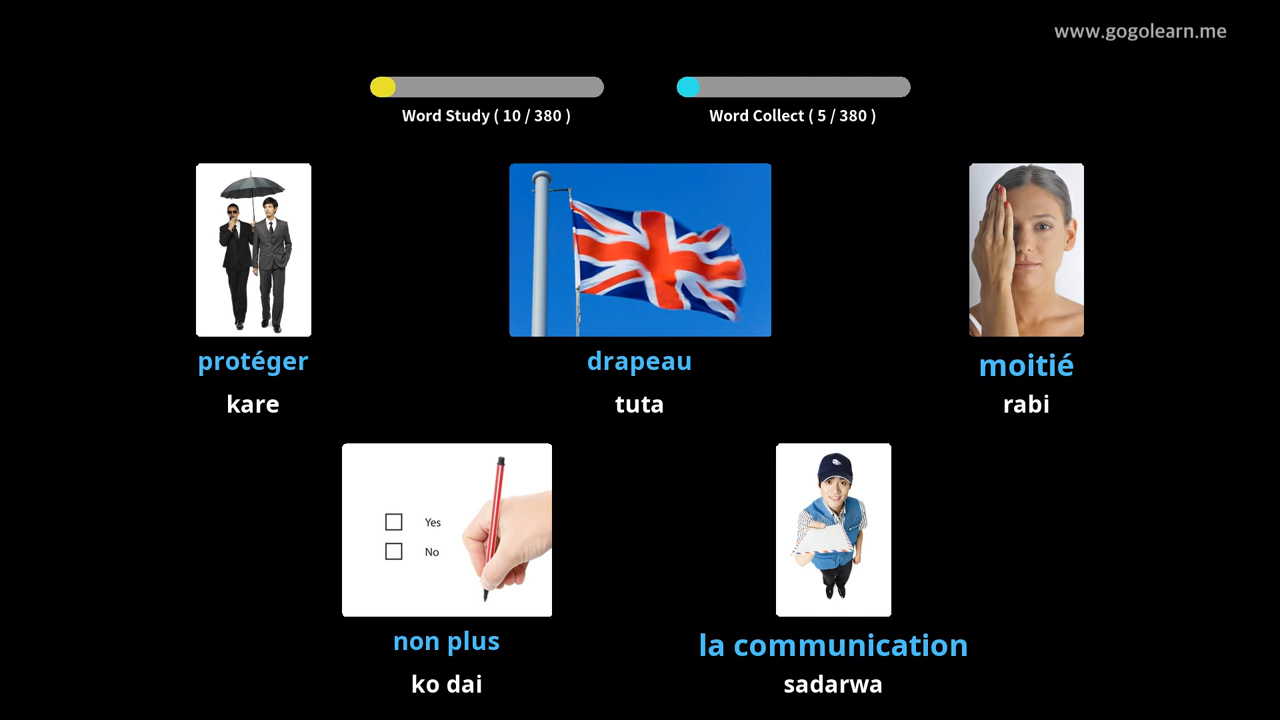 www.gogolearn.me
Word Study ( 10 / 380 )
Word Collect ( 5 / 380 )
protéger
kare
drapeau
tuta
moitié
rabi
Yes
No
non plus
ko dai
la communication
sadarwa